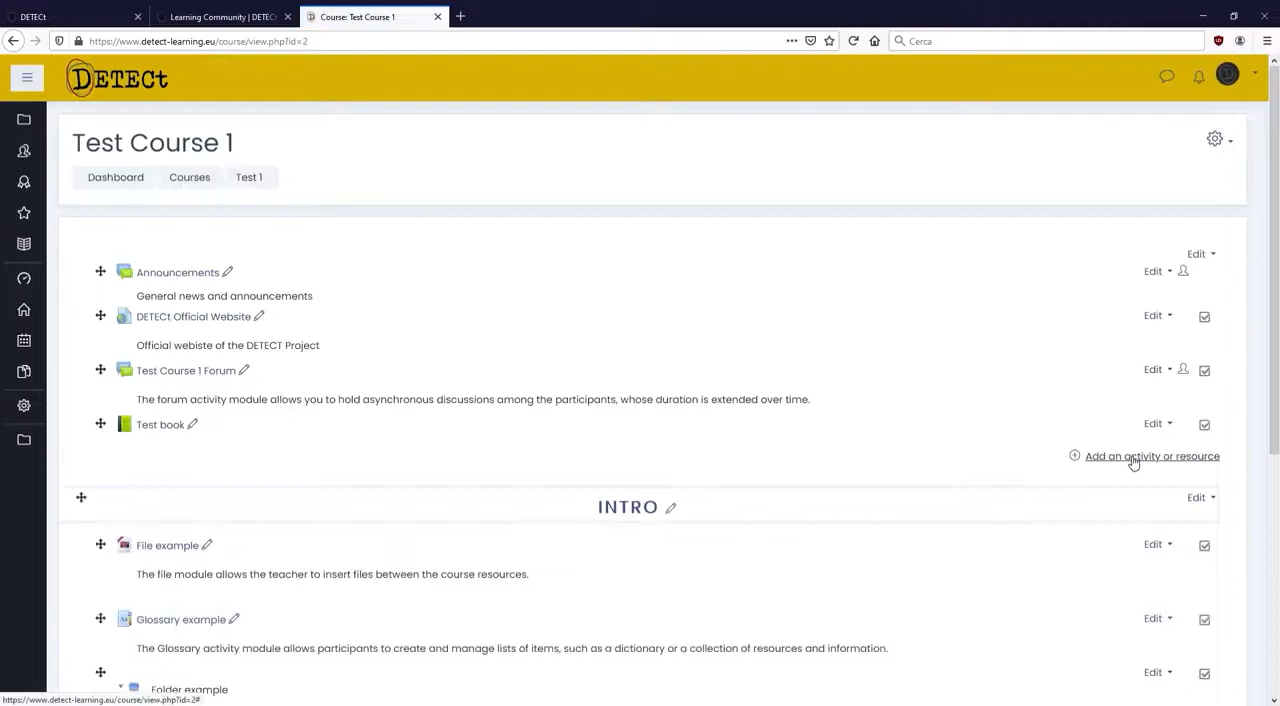 DETECt
Learning Community | DETEC
Course: Test Course 1
https://www.detect-learning.eu/course/view.php?id=2
Cerca
DETECt
Test Course 1
Dashboard
Courses
Test 1
Edit
Announcements
Edit
General news and announcements
DETECt Official Website
Edit
Official webiste of the DETECT Project
Test Course 1 Forum
Edit
The forum activity module allows you to hold asynchronous discussions among the participants, whose duration is extended over time.
Test book
Edit
Add an activity or resource
INTRO
Edit
File example
Edit
The file module allows the teacher to insert files between the course resources.
Glossary example
Edit
The Glossary activity module allows participants to create and manage lists of items, such as a dictionary or a collection of resources and information.
Edit
Folder example
https://www.detect-learning.eu/course/view.php?id=2#